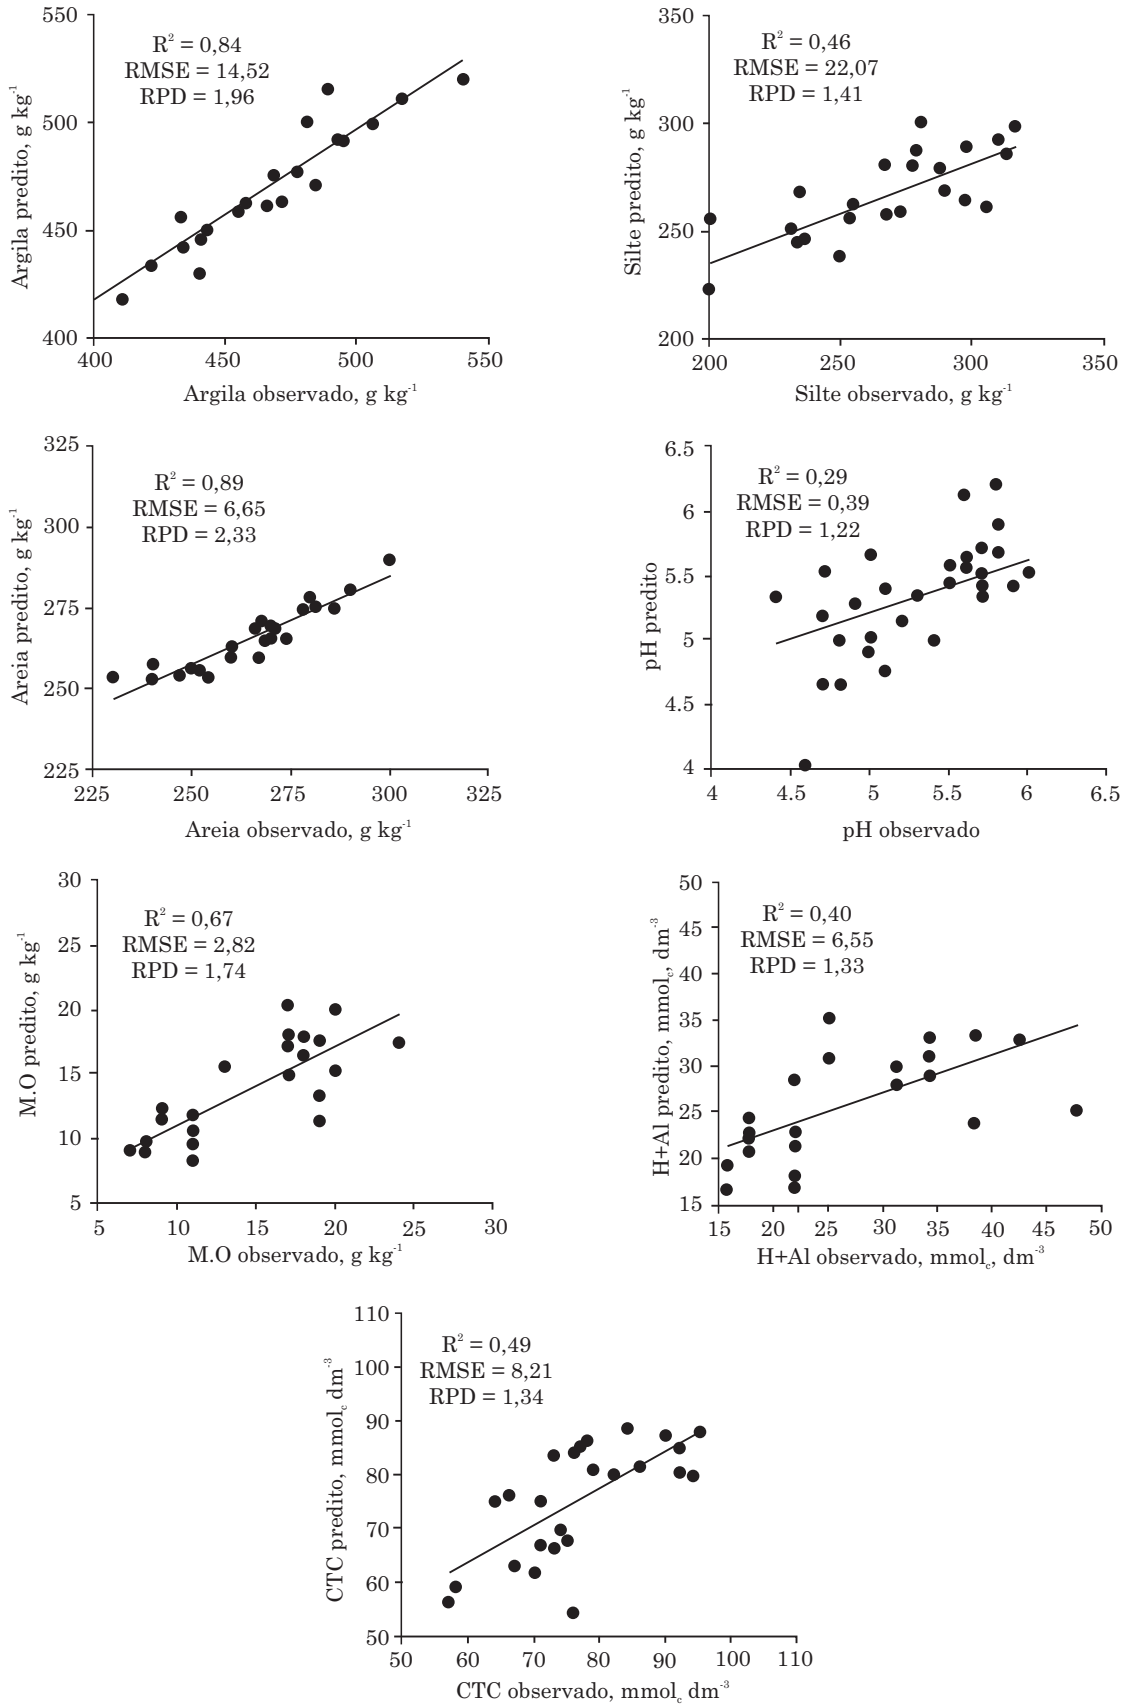 550
500
450
400
Argila predito, g kg⁻¹
R² = 0,84
RMSE = 14,52
RPD = 1,96
400 450 500 550
Argila observado, g kg⁻¹
350
300
250
200
Silte predito, g kg⁻¹
R² = 0,46
RMSE = 22,07
RPD = 1,41
200 250 300 350
Silte observado, g kg⁻¹
325
300
275
250
225
Areia predito, g kg⁻¹
R² = 0,89
RMSE = 6,65
RPD = 2,33
225 250 275 300 325
Areia observado, g kg⁻¹
6.5
6
5.5
5
4.5
4
pH predito
R² = 0,29
RMSE = 0,39
RPD = 1,22
4 4.5 5 5.5 6 6.5
pH observado
30
25
20
15
10
5
M.O predito, g kg⁻¹
R² = 0,67
RMSE = 2,82
RPD = 1,74
5 10 15 20 25 30
M.O observado, g kg⁻¹
50
45
40
35
30
25
20
15
H+Al predito, mmol꜀, dm⁻³
R² = 0,40
RMSE = 6,55
RPD = 1,33
15 20 25 30 35 40 45 50
H+Al observado, mmol꜀, dm⁻³
110
100
90
80
70
60
50
CTC predito, mmol꜀ dm⁻³
R² = 0,49
RMSE = 8,21
RPD = 1,34
50 60 70 80 90 100 110
CTC observado, mmol꜀ dm⁻³